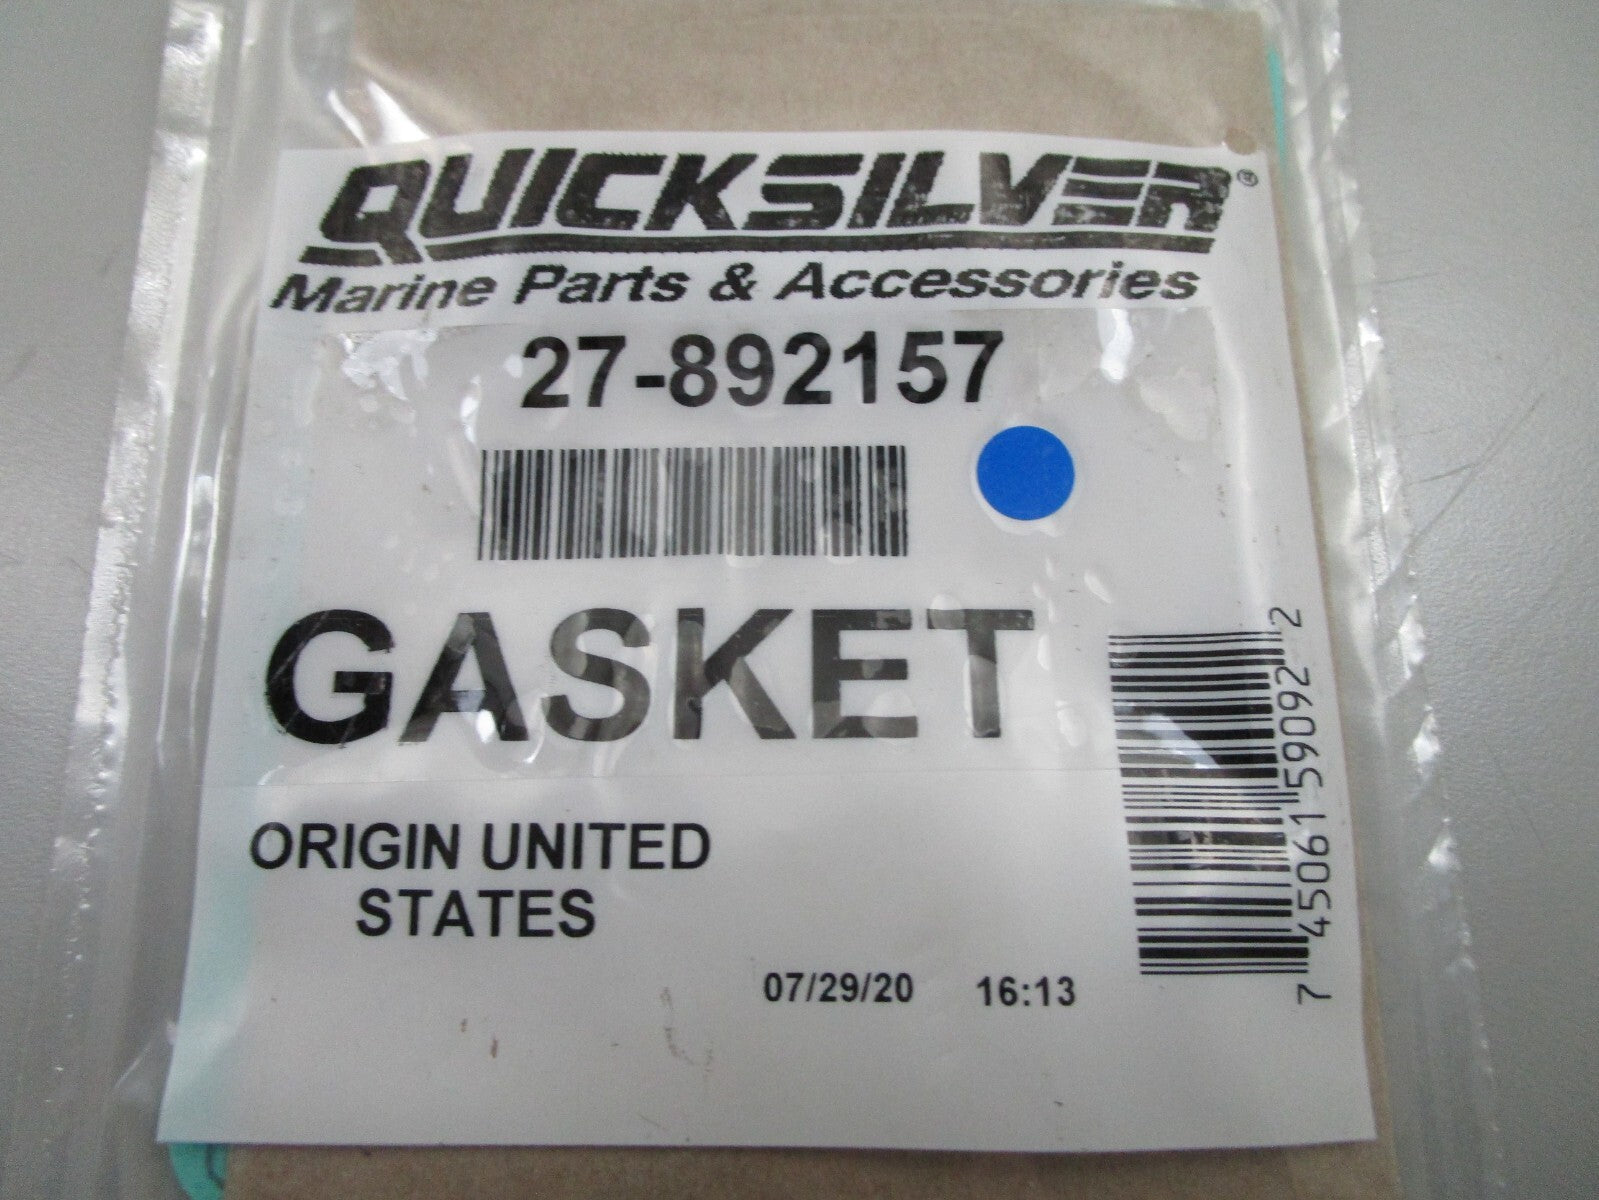 QUICKSILVER®
Marine Parts & Accessories
27-892157
GASKET
ORIGIN UNITED
STATES
07/29/20 16:13
7 45061 59092 2